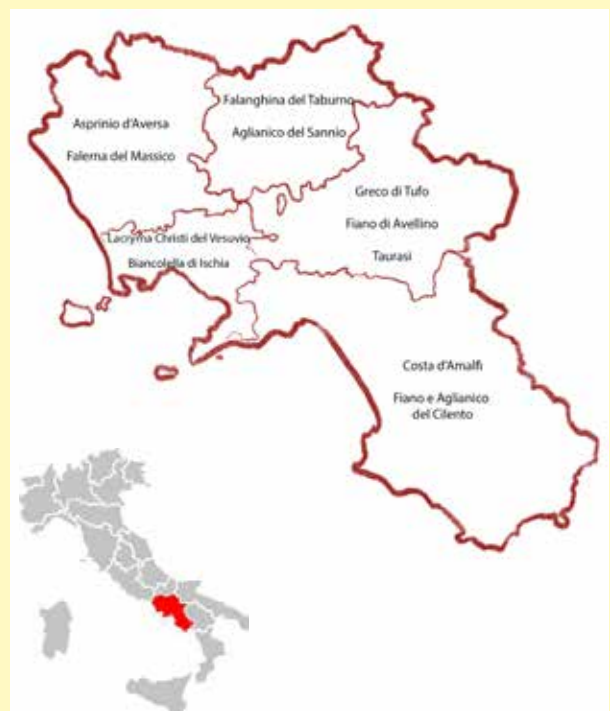 Falanghina del Taburno
Aglianico del Sannio
Asprinio d'Aversa
Falerna del Massico
Greco di Tufo
Fiano di Avellino
Taurasi
Lacryma Christi del Vesuvio
Biancolella di Ischia
Costa d'Amalfi
Fiano e Aglianico
del Cilento